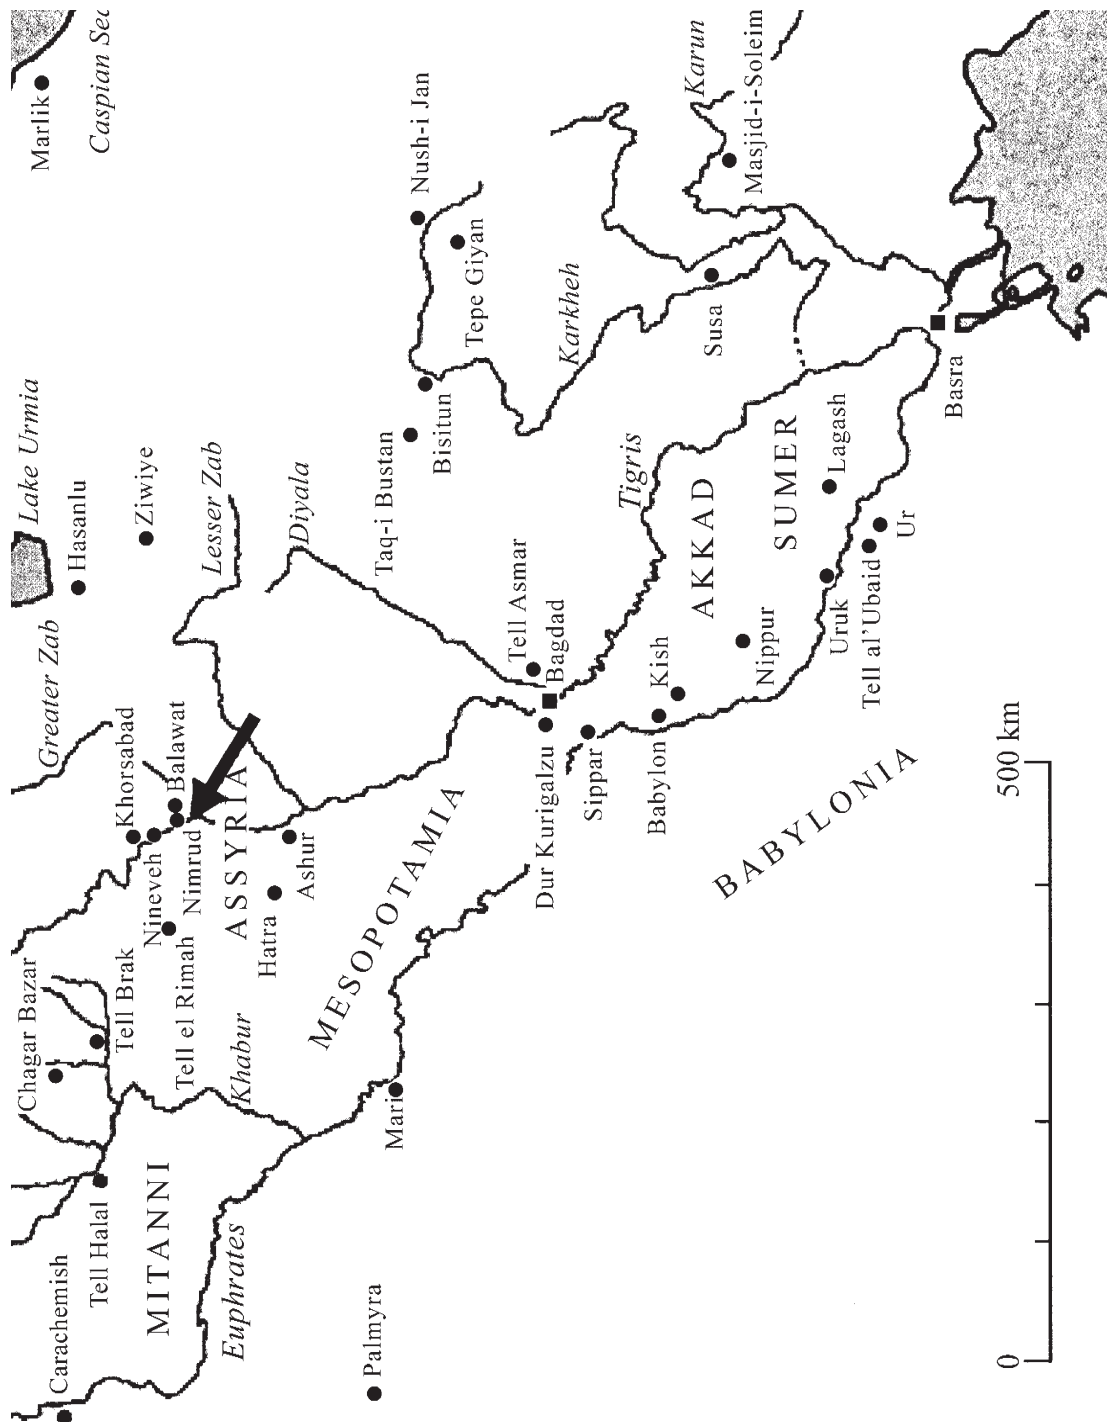 Chagar Bazar
Lake Urmia
Marlik
Carachemish
Greater Zab
Hasanlu
Caspian Se
Tell Halal
Tell Brak
Khorsabad
Ziwiye
MITANNI
Nineveh
Balawat
Tell el Rimah
Nimrud
Lesser Zab
Euphrates
Khabur
ASSYRIA
Hatra
Diyala
Ashur
Palmyra
Mari
MESOPOTAMIA
Taq-i Bustan
Nush-i Jan
Bisitun
Tepe Giyan
Tell Asmar
Dur Kurigalzu
Bagdad
Karkheh
Sippar
Tigris
Babylon
Kish
AKKAD
Susa
Karun
Masjid-i-Soleim
Nippur
SUMER
BABYLONIA
Uruk
Lagash
Tell al'Ubaid
Ur
Basra
0 500 km